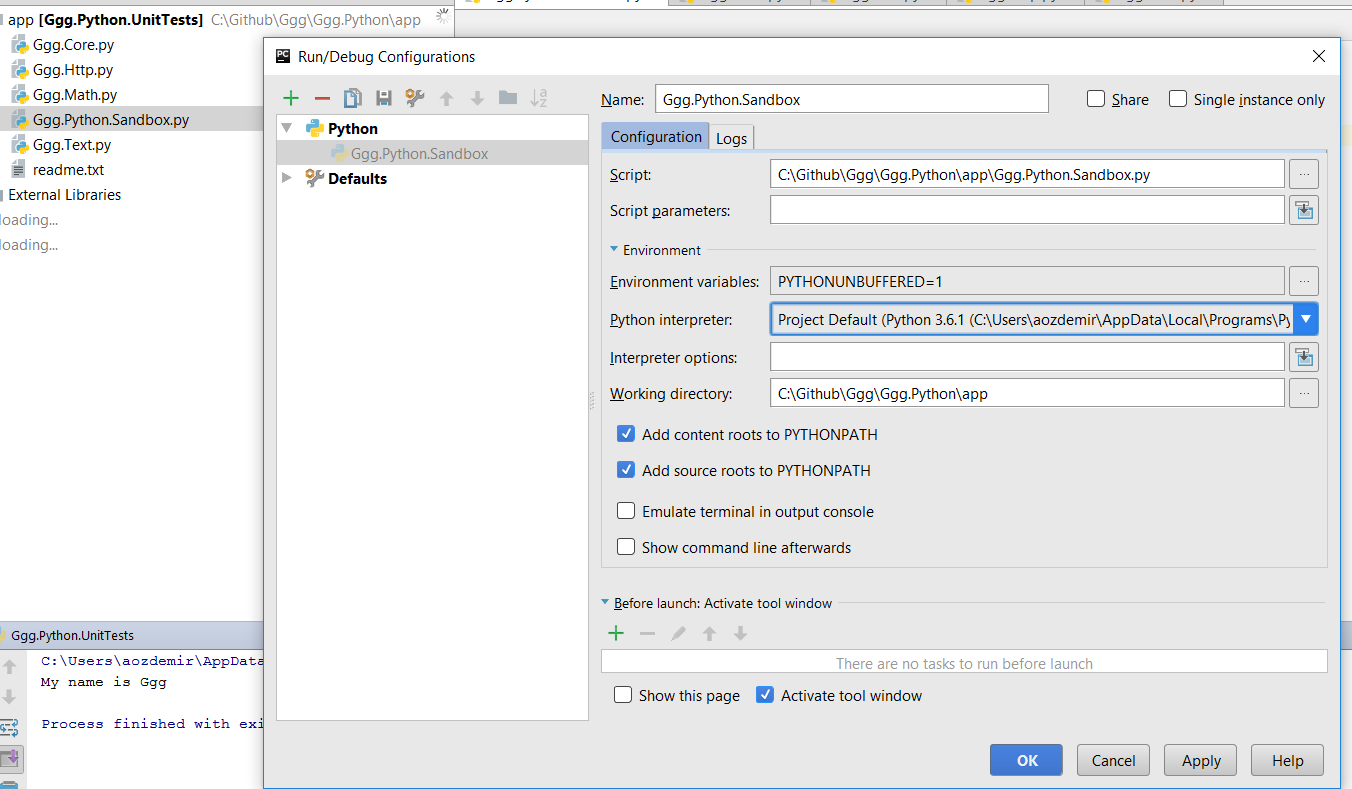 app [Ggg.Python.UnitTests] C:\Github\Ggg\Ggg.Python\app
Ggg.Core.py
Ggg.Http.py
Ggg.Math.py
Ggg.Python.Sandbox.py
Ggg.Text.py
readme.txt
External Libraries
loading...
loading...
Run/Debug Configurations
Python
Ggg.Python.Sandbox
Defaults
Name: Ggg.Python.Sandbox
Share
Single instance only
Configuration
Logs
Script: C:\Github\Ggg\Ggg.Python\app\Ggg.Python.Sandbox.py
Script parameters:
Environment
Environment variables: PYTHONUNBUFFERED=1
Python interpreter: Project Default (Python 3.6.1 (C:\Users\aozdemir\AppData\Local\Programs\Py
Interpreter options:
Working directory: C:\Github\Ggg\Ggg.Python\app
Add content roots to PYTHONPATH
Add source roots to PYTHONPATH
Emulate terminal in output console
Show command line afterwards
Before launch: Activate tool window
There are no tasks to run before launch
Show this page
Activate tool window
OK
Cancel
Apply
Help
Ggg.Python.UnitTests
C:\Users\aozdemir\AppData
My name is Ggg
Process finished with exi